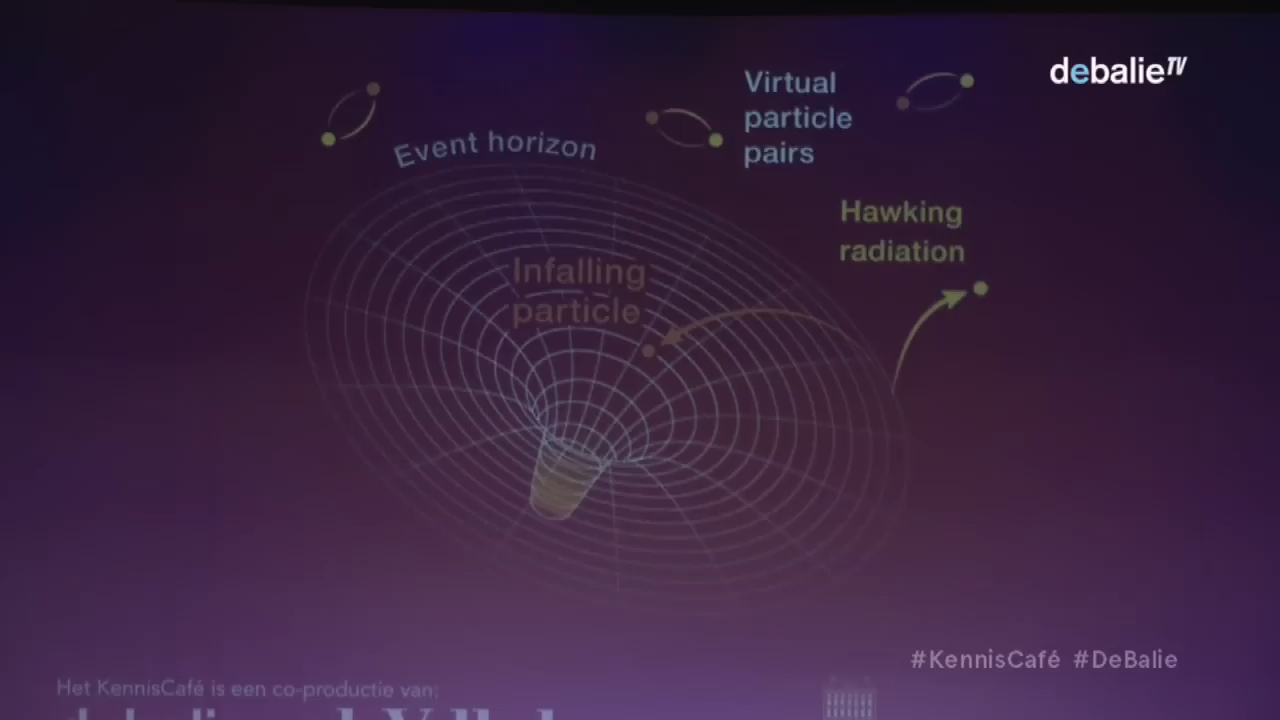 debalieTV
Virtual
particle
pairs
Event horizon
Hawking
radiation
Infalling
particle
#KennisCafé #DeBalie
Het KennisCafé is een co-productie van: